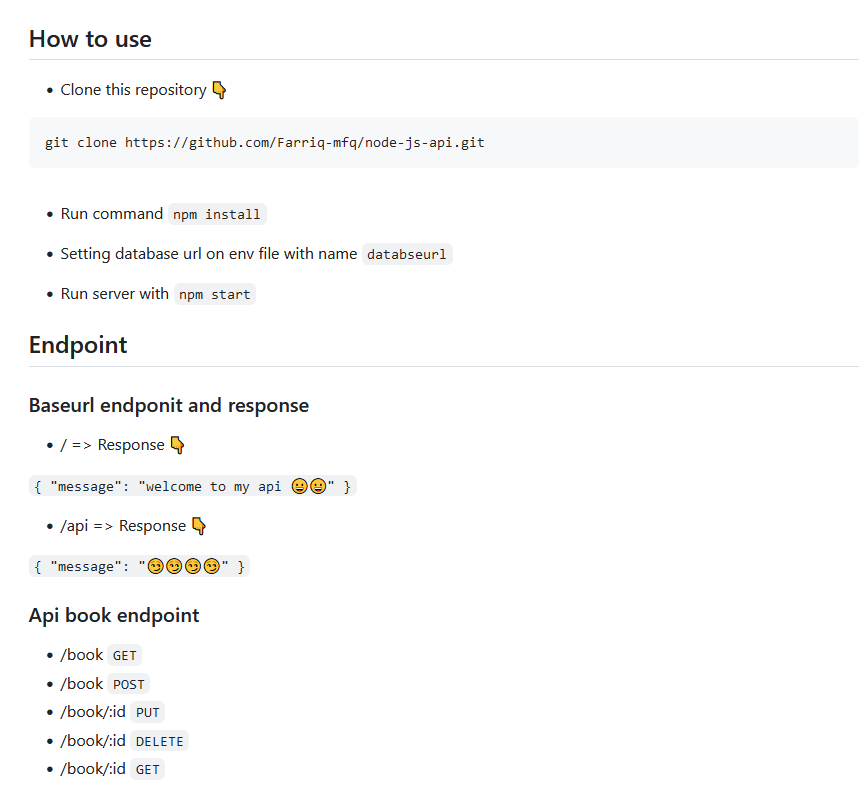 How to use
• Clone this repository 👇
git clone https://github.com/Farriq-mfq/node-js-api.git
• Run command npm install
• Setting database url on env file with name databseurl
• Run server with npm start
Endpoint
Baseurl endponit and response
• / => Response 👇
{ "message": "welcome to my api 😀😀" }
• /api => Response 👇
{ "message": "😏😏😏😏" }
Api book endpoint
• /book GET
• /book POST
• /book/:id PUT
• /book/:id DELETE
• /book/:id GET